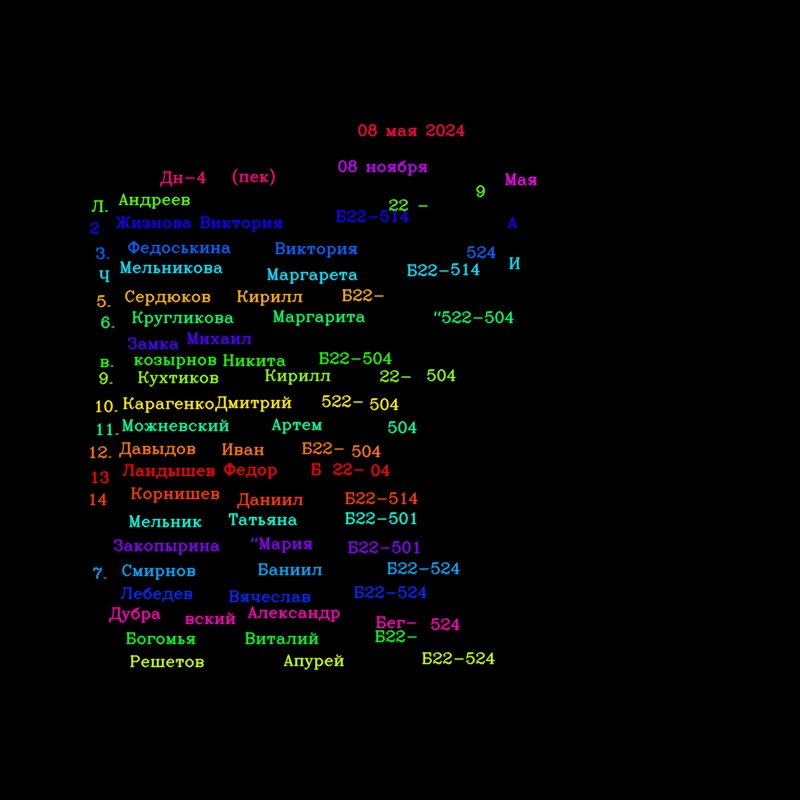 08 мая 2024
08 ноября
Дн-4 (пек) Мая
9
Л. Андреев 22 -
2 Жизнова Виктория Б22-514 А
3. Федоськина Виктория 524
Ч Мельникова Маргарета Б22-514 И
5. Сердюков Кирилл Б22-
6. Кругликова Маргарита "522-504
Замка Михаил
в. козырнов Никита Б22-504
9. Кухтиков Кирилл 22- 504
10. Карагенко Дмитрий 522- 504
11. Можневский Артем 504
12. Давыдов Иван Б22- 504
13 Ландышев Федор Б 22- 04
14 Корнишев Даниил Б22-514
Мельник Татьяна Б22-501
Закопырина "Мария Б22-501
7. Смирнов Баниил Б22-524
Лебедев Вячеслав Б22-524
Дубра вский Александр Бег- 524
Богомья Виталий Б22-
Решетов Апурей Б22-524